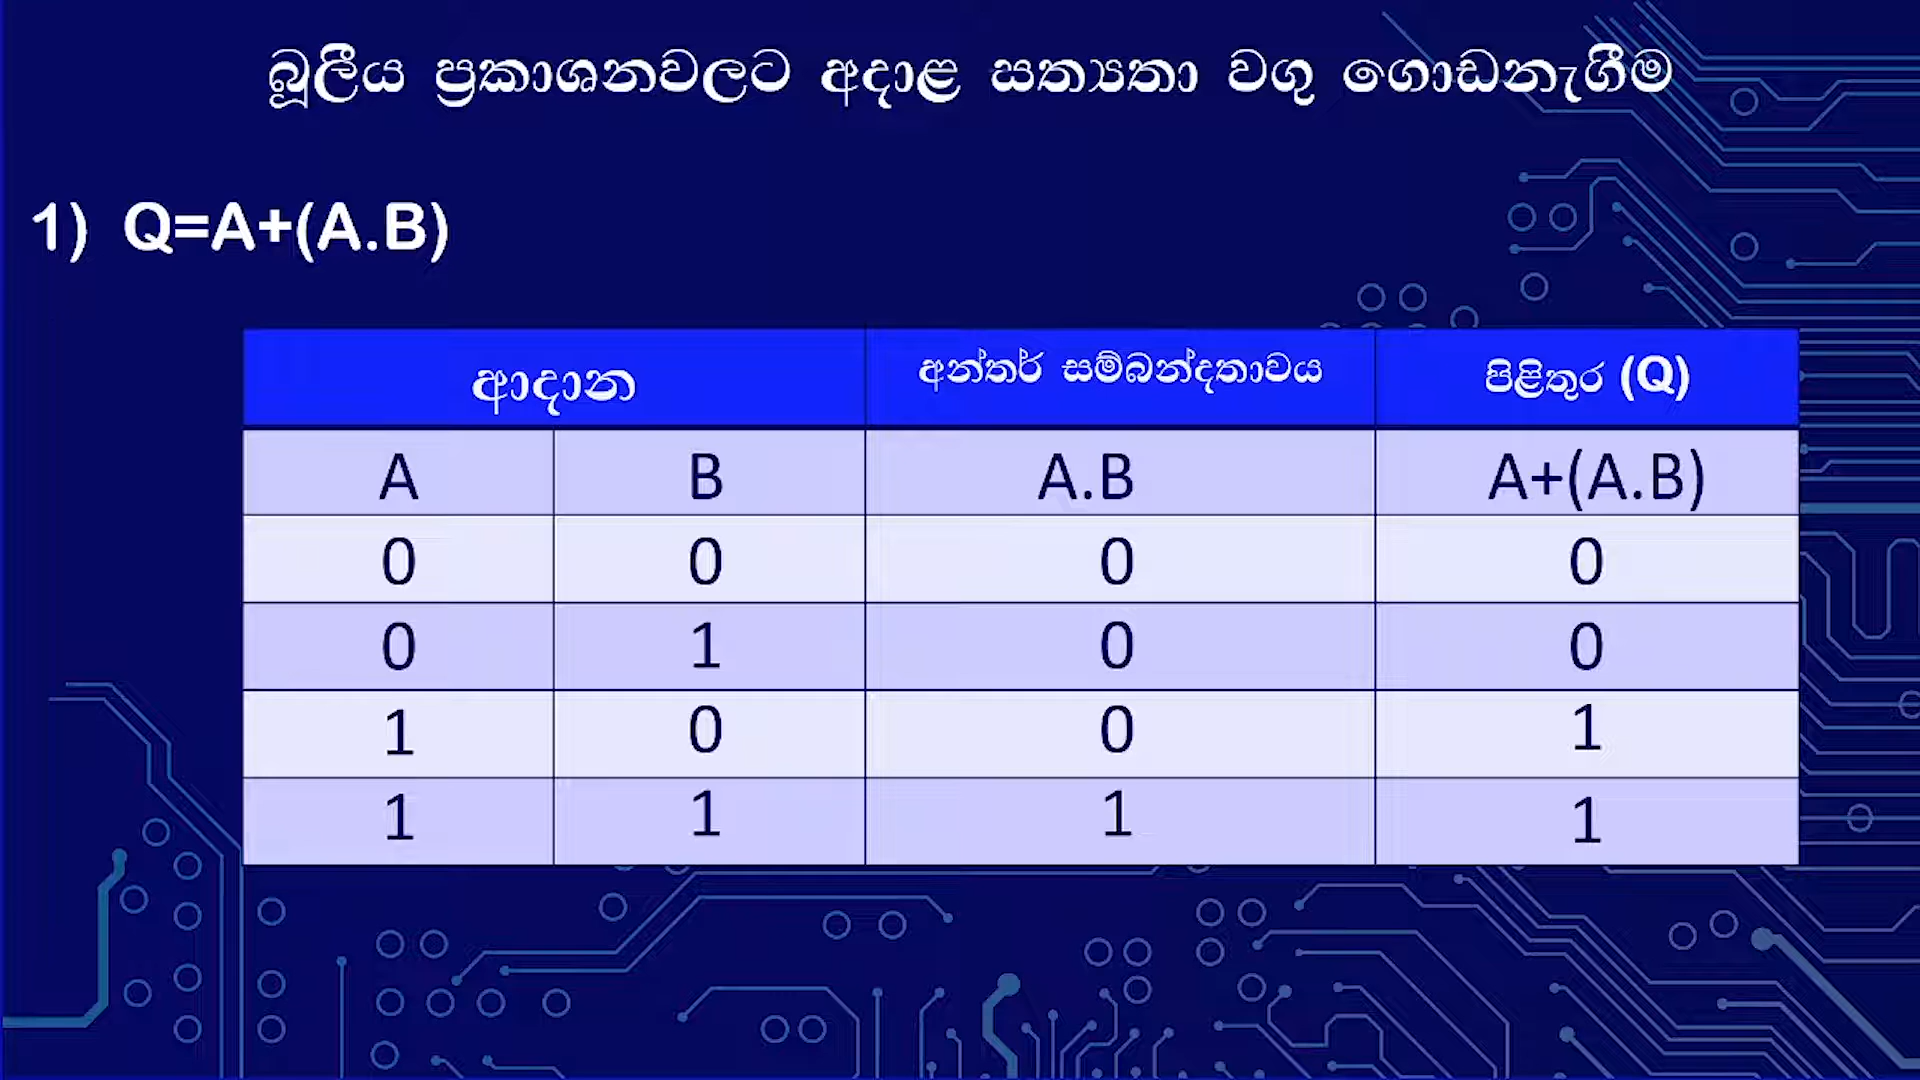 බූලීය ප්‍රකාශනවලට අදාළ සත්‍යතා වගු ගොඩනැගීම
1) Q=A+(A.B)
ආදාන අන්තර් සම්බන්දතාවය පිළිතුර (Q)
A B A.B A+(A.B)
0 0 0 0
0 1 0 0
1 0 0 1
1 1 1 1